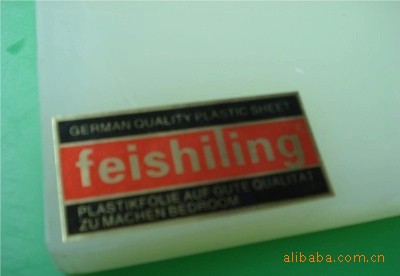 GERMAN QUALITY PLASTIC SHEET
feishiling
PLASTIKFOLIE AUF GUTE QUALITAT
ZU MACHEN BEDROOM
alibaba.com.cn